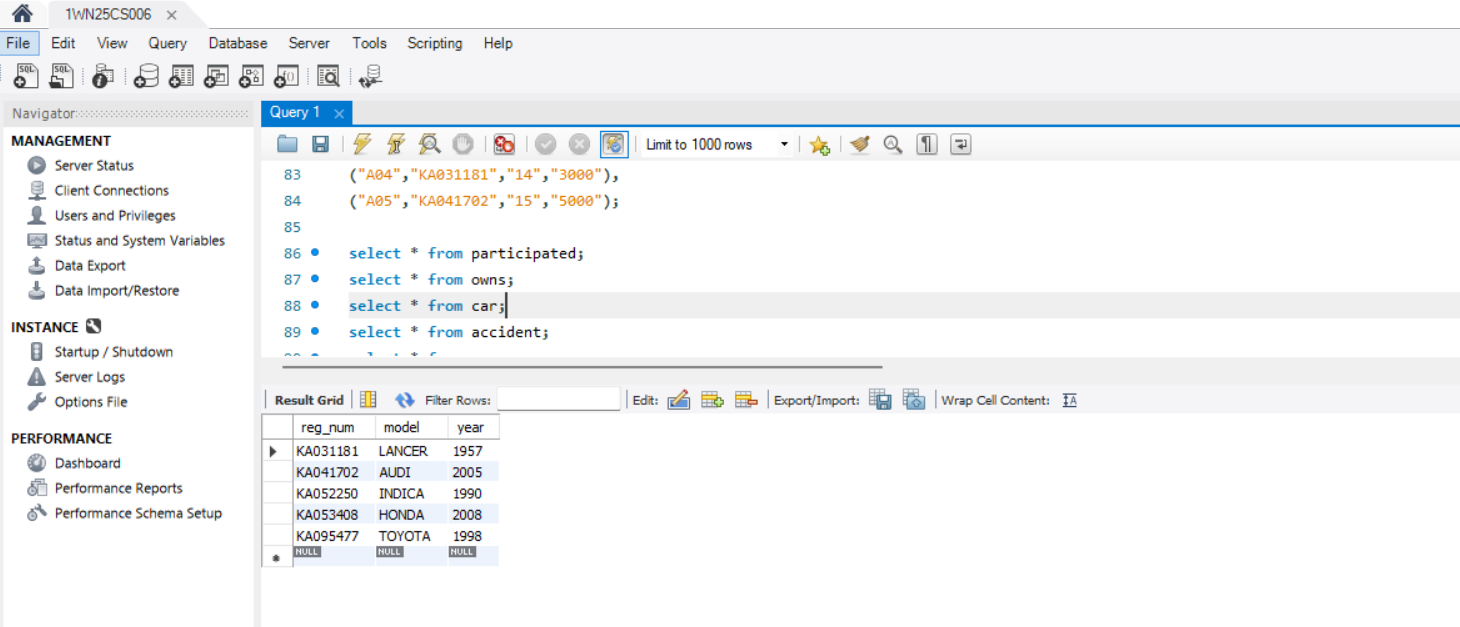 1WN25CS006
File Edit View Query Database Server Tools Scripting Help
Navigator
MANAGEMENT
Server Status
Client Connections
Users and Privileges
Status and System Variables
Data Export
Data Import/Restore
INSTANCE
Startup / Shutdown
Server Logs
Options File
PERFORMANCE
Dashboard
Performance Reports
Performance Schema Setup
Query 1
Limit to 1000 rows
83 ("A04","KA031181","14","3000"),
84 ("A05","KA041702","15","5000");
85
86 select * from participated;
87 select * from owns;
88 select * from car;
89 select * from accident;
Result Grid Filter Rows: Edit: Export/Import: Wrap Cell Content:
reg_num model year
KA031181 LANCER 1957
KA041702 AUDI 2005
KA052250 INDICA 1990
KA053408 HONDA 2008
KA095477 TOYOTA 1998
NULL NULL NULL